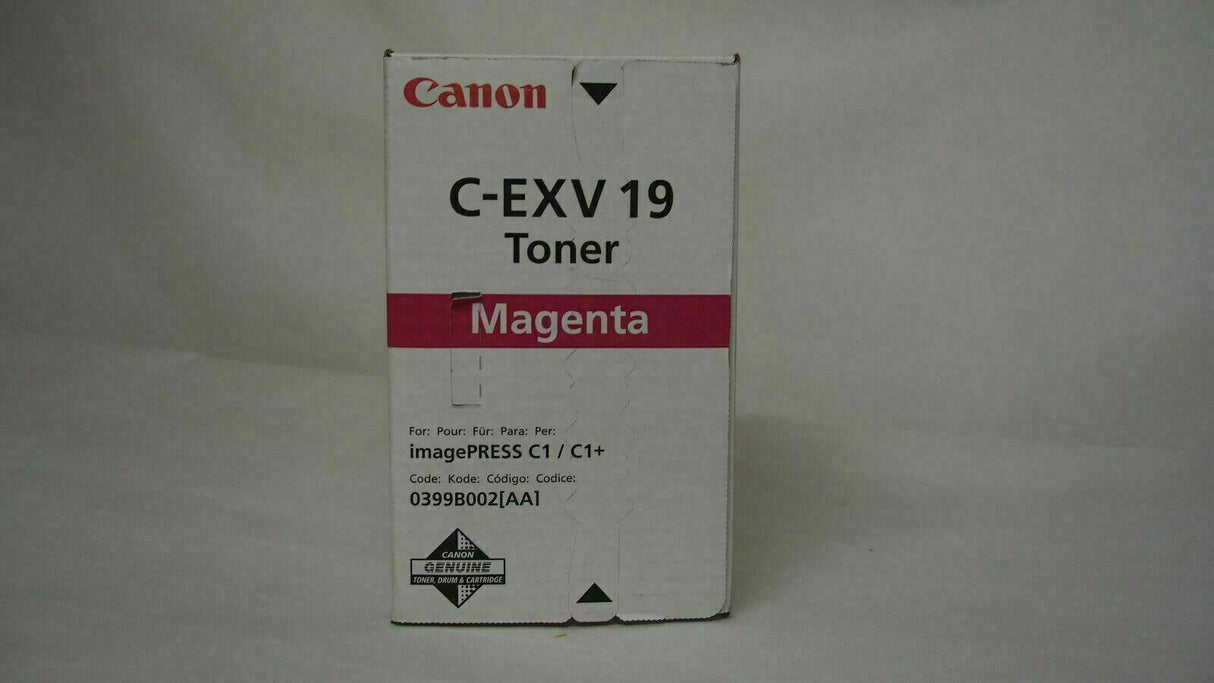 Canon
C-EXV 19
Toner
Magenta
For: Pour: Für: Para: Per:
imagePRESS C1 / C1+
Code: Kode: Código: Codice:
0399B002[AA]
CANON
GENUINE
TONER, DRUM & CARTRIDGE